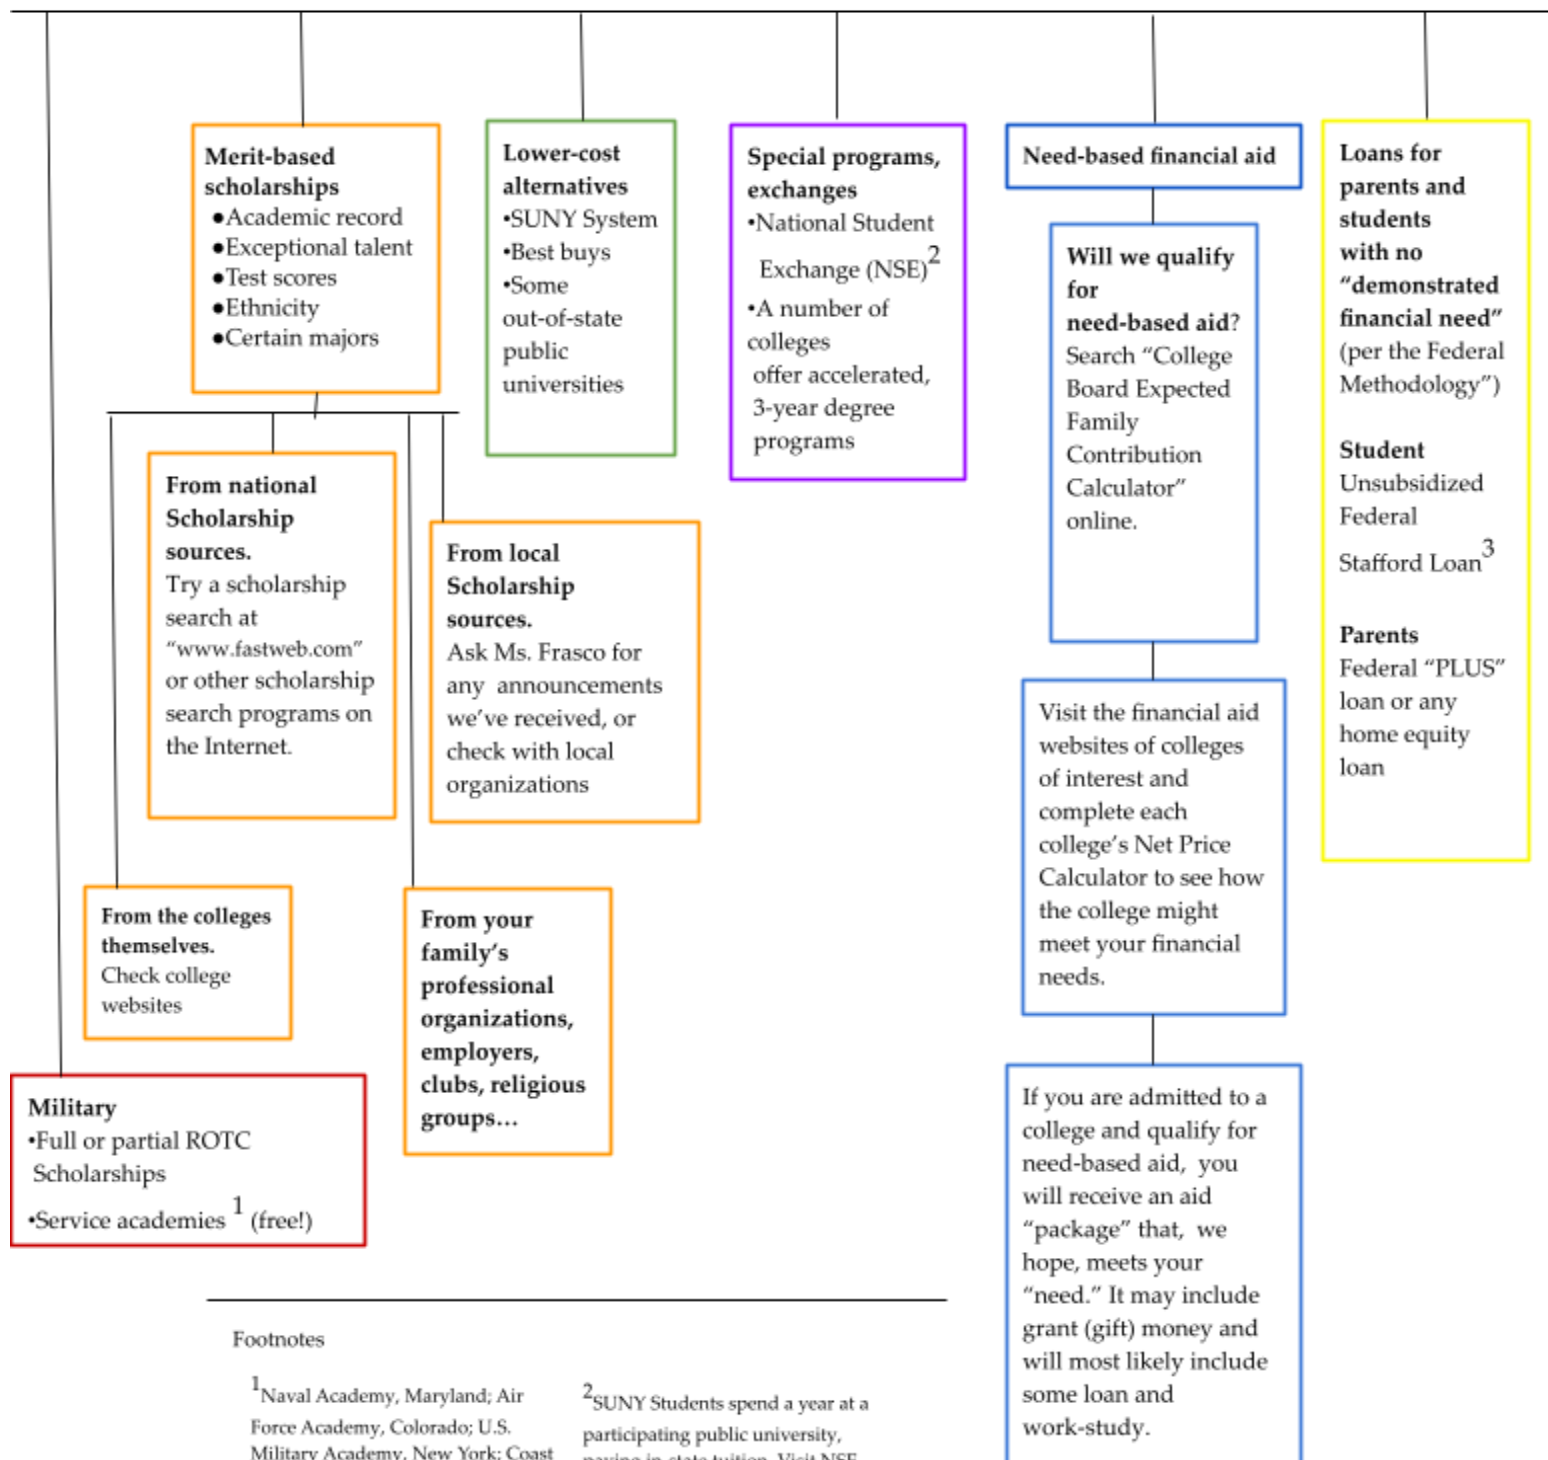 Merit-based
scholarships
●Academic record
●Exceptional talent
●Test scores
●Ethnicity
●Certain majors
Lower-cost
alternatives
•SUNY System
•Best buys
•Some
out-of-state
public
universities
Special programs,
exchanges
•National Student
Exchange (NSE)2
•A number of
colleges
offer accelerated,
3-year degree
programs
Need-based financial aid
Will we qualify
for
need-based aid?
Search “College
Board Expected
Family
Contribution
Calculator”
online.
Loans for
parents and
students
with no
“demonstrated
financial need”
(per the Federal
Methodology”)
Student
Unsubsidized
Federal
Stafford Loan3
Parents
Federal “PLUS”
loan or any
home equity
loan
From national
Scholarship
sources.
Try a scholarship
search at
“www.fastweb.com”
or other scholarship
search programs on
the Internet.
From local
Scholarship
sources.
Ask Ms. Frasco for
any announcements
we’ve received, or
check with local
organizations
Visit the financial aid
websites of colleges
of interest and
complete each
college’s Net Price
Calculator to see how
the college might
meet your financial
needs.
From the colleges
themselves.
Check college
websites
From your
family’s
professional
organizations,
employers,
clubs, religious
groups…
Military
•Full or partial ROTC
Scholarships
•Service academies 1 (free!)
If you are admitted to a
college and qualify for
need-based aid, you
will receive an aid
“package” that, we
hope, meets your
“need.” It may include
grant (gift) money and
will most likely include
some loan and
work-study.
Footnotes
1Naval Academy, Maryland; Air
Force Academy, Colorado; U.S.
Military Academy, New York; Coast
2SUNY Students spend a year at a
participating public university,
paying in-state tuition. Visit NSE